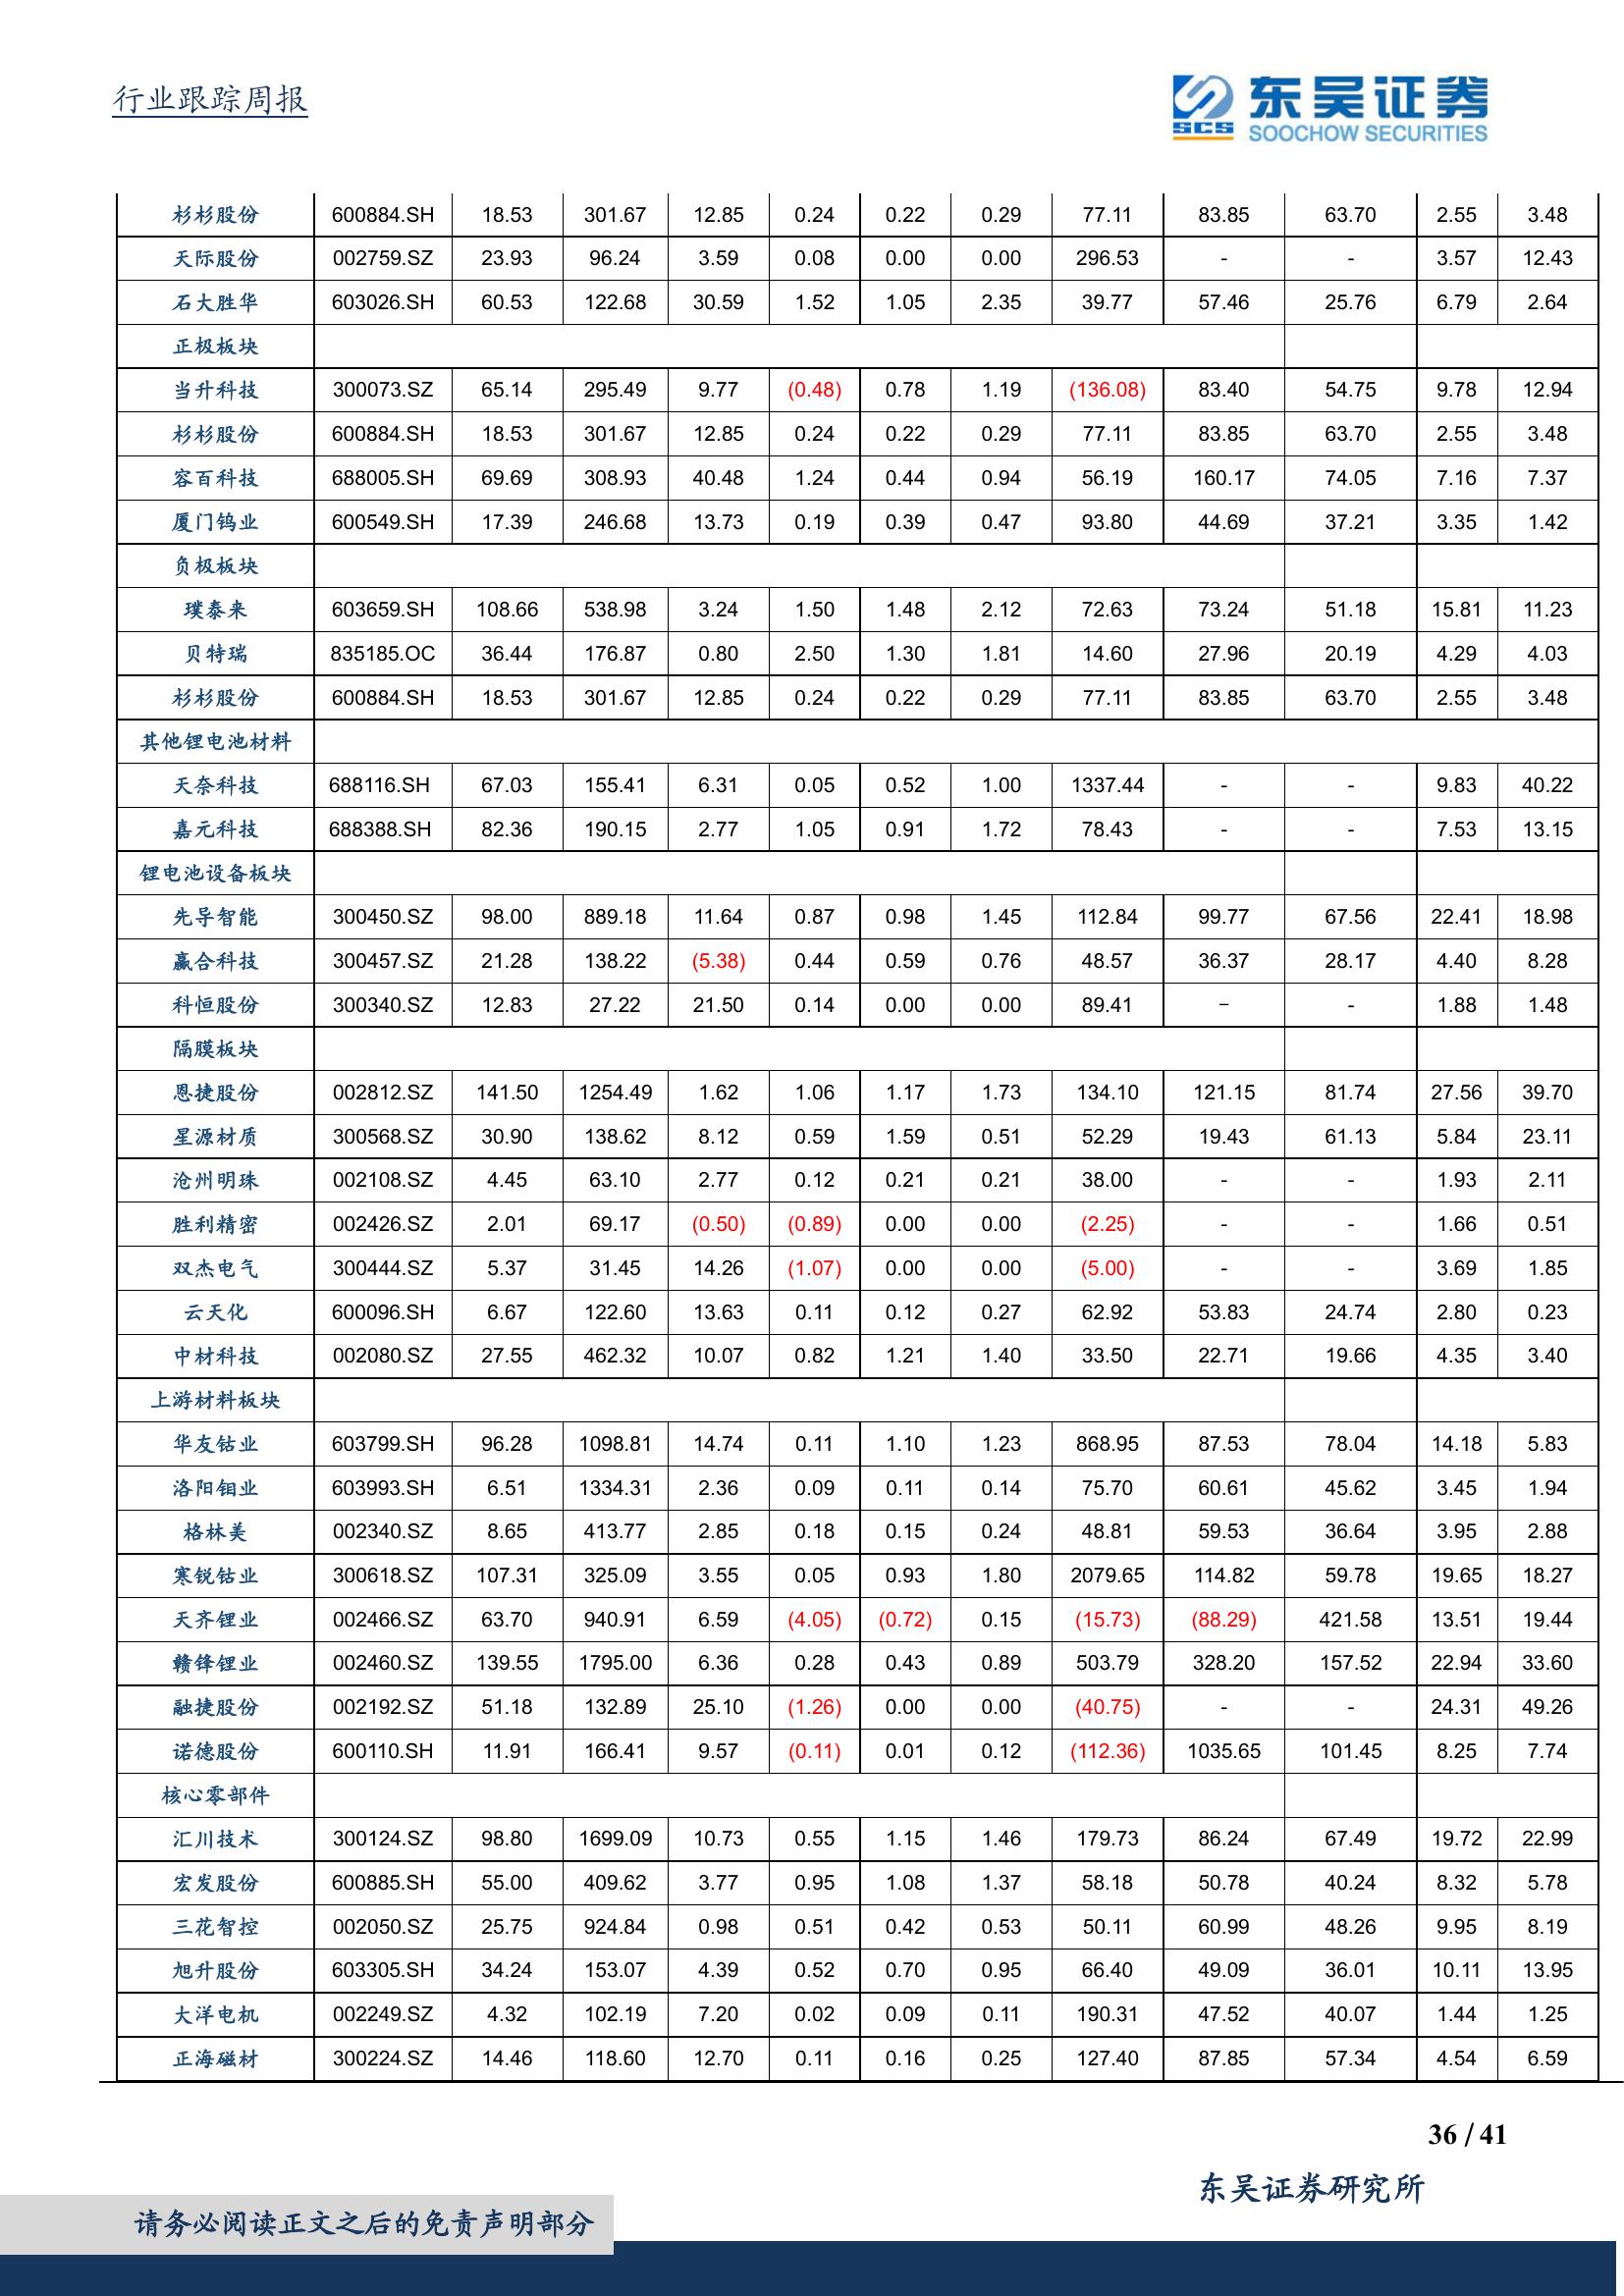 行业跟踪周报
东吴证券
SCS
SOOCHOW SECURITIES
杉杉股份 600884.SH 18.53 301.67 12.85 0.24 0.22 0.29 77.11 83.85 63.70 2.55 3.48
天际股份 002759.SZ 23.93 96.24 3.59 0.08 0.00 0.00 296.53 - - 3.57 12.43
石大胜华 603026.SH 60.53 122.68 30.59 1.52 1.05 2.35 39.77 57.46 25.76 6.79 2.64
正极板块
当升科技 300073.SZ 65.14 295.49 9.77 (0.48) 0.78 1.19 (136.08) 83.40 54.75 9.78 12.94
杉杉股份 600884.SH 18.53 301.67 12.85 0.24 0.22 0.29 77.11 83.85 63.70 2.55 3.48
容百科技 688005.SH 69.69 308.93 40.48 1.24 0.44 0.94 56.19 160.17 74.05 7.16 7.37
厦门钨业 600549.SH 17.39 246.68 13.73 0.19 0.39 0.47 93.80 44.69 37.21 3.35 1.42
负极板块
璞泰来 603659.SH 108.66 538.98 3.24 1.50 1.48 2.12 72.63 73.24 51.18 15.81 11.23
贝特瑞 835185.OC 36.44 176.87 0.80 2.50 1.30 1.81 14.60 27.96 20.19 4.29 4.03
杉杉股份 600884.SH 18.53 301.67 12.85 0.24 0.22 0.29 77.11 83.85 63.70 2.55 3.48
其他锂电池材料
天奈科技 688116.SH 67.03 155.41 6.31 0.05 0.52 1.00 1337.44 - - 9.83 40.22
嘉元科技 688388.SH 82.36 190.15 2.77 1.05 0.91 1.72 78.43 - - 7.53 13.15
锂电池设备板块
先导智能 300450.SZ 98.00 889.18 11.64 0.87 0.98 1.45 112.84 99.77 67.56 22.41 18.98
赢合科技 300457.SZ 21.28 138.22 (5.38) 0.44 0.59 0.76 48.57 36.37 28.17 4.40 8.28
科恒股份 300340.SZ 12.83 27.22 21.50 0.14 0.00 0.00 89.41 - - 1.88 1.48
隔膜板块
恩捷股份 002812.SZ 141.50 1254.49 1.62 1.06 1.17 1.73 134.10 121.15 81.74 27.56 39.70
星源材质 300568.SZ 30.90 138.62 8.12 0.59 1.59 0.51 52.29 19.43 61.13 5.84 23.11
沧州明珠 002108.SZ 4.45 63.10 2.77 0.12 0.21 0.21 38.00 - - 1.93 2.11
胜利精密 002426.SZ 2.01 69.17 (0.50) (0.89) 0.00 0.00 (2.25) - - 1.66 0.51
双杰电气 300444.SZ 5.37 31.45 14.26 (1.07) 0.00 0.00 (5.00) - - 3.69 1.85
云天化 600096.SH 6.67 122.60 13.63 0.11 0.12 0.27 62.92 53.83 24.74 2.80 0.23
中材科技 002080.SZ 27.55 462.32 10.07 0.82 1.21 1.40 33.50 22.71 19.66 4.35 3.40
上游材料板块
华友钴业 603799.SH 96.28 1098.81 14.74 0.11 1.10 1.23 868.95 87.53 78.04 14.18 5.83
洛阳钼业 603993.SH 6.51 1334.31 2.36 0.09 0.11 0.14 75.70 60.61 45.62 3.45 1.94
格林美 002340.SZ 8.65 413.77 2.85 0.18 0.15 0.24 48.81 59.53 36.64 3.95 2.88
寒锐钴业 300618.SZ 107.31 325.09 3.55 0.05 0.93 1.80 2079.65 114.82 59.78 19.65 18.27
天齐锂业 002466.SZ 63.70 940.91 6.59 (4.05) (0.72) 0.15 (15.73) (88.29) 421.58 13.51 19.44
赣锋锂业 002460.SZ 139.55 1795.00 6.36 0.28 0.43 0.89 503.79 328.20 157.52 22.94 33.60
融捷股份 002192.SZ 51.18 132.89 25.10 (1.26) 0.00 0.00 (40.75) - - 24.31 49.26
诺德股份 600110.SH 11.91 166.41 9.57 (0.11) 0.01 0.12 (112.36) 1035.65 101.45 8.25 7.74
核心零部件
汇川技术 300124.SZ 98.80 1699.09 10.73 0.55 1.15 1.46 179.73 86.24 67.49 19.72 22.99
宏发股份 600885.SH 55.00 409.62 3.77 0.95 1.08 1.37 58.18 50.78 40.24 8.32 5.78
三花智控 002050.SZ 25.75 924.84 0.98 0.51 0.42 0.53 50.11 60.99 48.26 9.95 8.19
旭升股份 603305.SH 34.24 153.07 4.39 0.52 0.70 0.95 66.40 49.09 36.01 10.11 13.95
大洋电机 002249.SZ 4.32 102.19 7.20 0.02 0.09 0.11 190.31 47.52 40.07 1.44 1.25
正海磁材 300224.SZ 14.46 118.60 12.70 0.11 0.16 0.25 127.40 87.85 57.34 4.54 6.59
36 / 41
东吴证券研究所
请务必阅读正文之后的免责声明部分